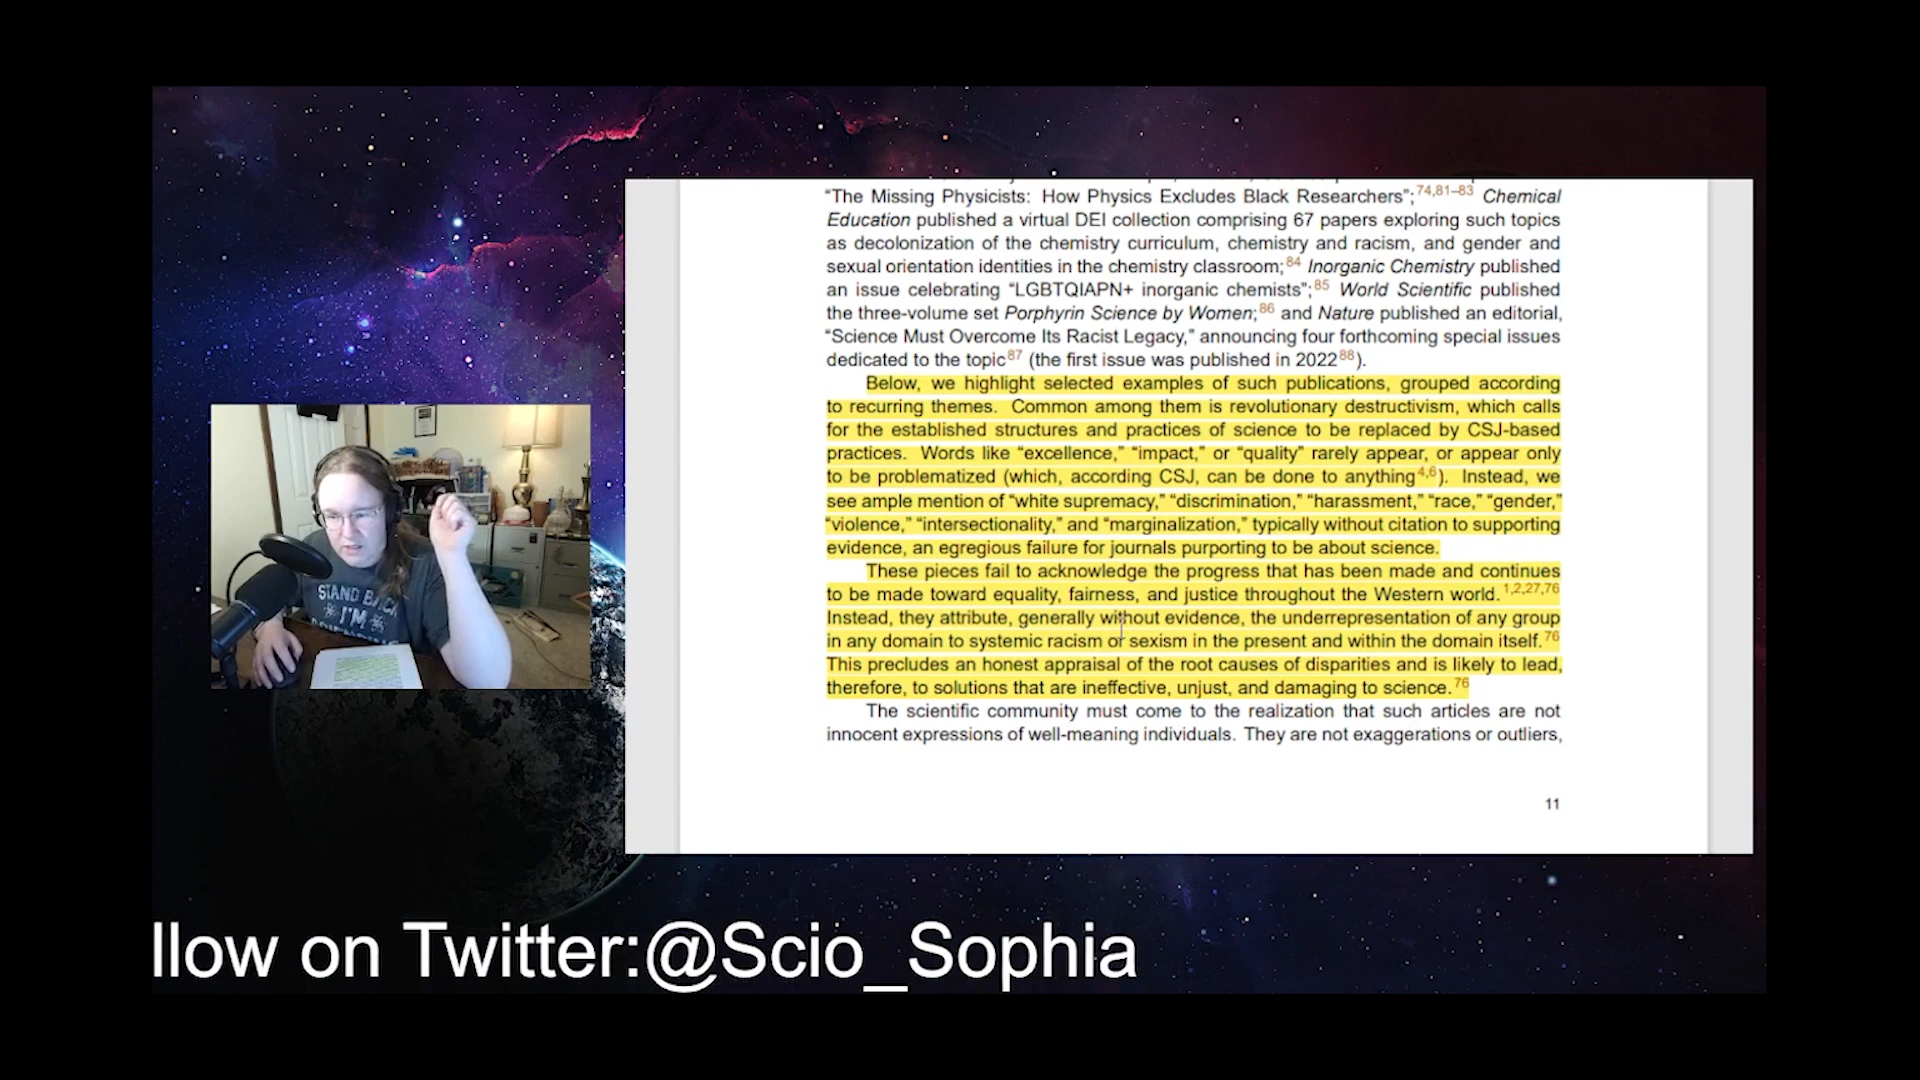 "The Missing Physicists: How Physics Excludes Black Researchers";74,81–83 Chemical
Education published a virtual DEI collection comprising 67 papers exploring such topics
as decolonization of the chemistry curriculum, chemistry and racism, and gender and
sexual orientation identities in the chemistry classroom;84 Inorganic Chemistry published
an issue celebrating "LGBTQIAPN+ inorganic chemists";85 World Scientific published
the three-volume set Porphyrin Science by Women;86 and Nature published an editorial,
"Science Must Overcome Its Racist Legacy," announcing four forthcoming special issues
dedicated to the topic87 (the first issue was published in 202288).
Below, we highlight selected examples of such publications, grouped according
to recurring themes. Common among them is revolutionary destructivism, which calls
for the established structures and practices of science to be replaced by CSJ-based
practices. Words like "excellence," "impact," or "quality" rarely appear, or appear only
to be problematized (which, according CSJ, can be done to anything4,6). Instead, we
see ample mention of "white supremacy," "discrimination," "harassment," "race," "gender,"
"violence," "intersectionality," and "marginalization," typically without citation to supporting
evidence, an egregious failure for journals purporting to be about science.
These pieces fail to acknowledge the progress that has been made and continues
to be made toward equality, fairness, and justice throughout the Western world.1,2,27,76
Instead, they attribute, generally without evidence, the underrepresentation of any group
in any domain to systemic racism or sexism in the present and within the domain itself.76
This precludes an honest appraisal of the root causes of disparities and is likely to lead,
therefore, to solutions that are ineffective, unjust, and damaging to science.76
The scientific community must come to the realization that such articles are not
innocent expressions of well-meaning individuals. They are not exaggerations or outliers,
11
STAND BACK
I'M
llow on Twitter:@Scio_Sophia